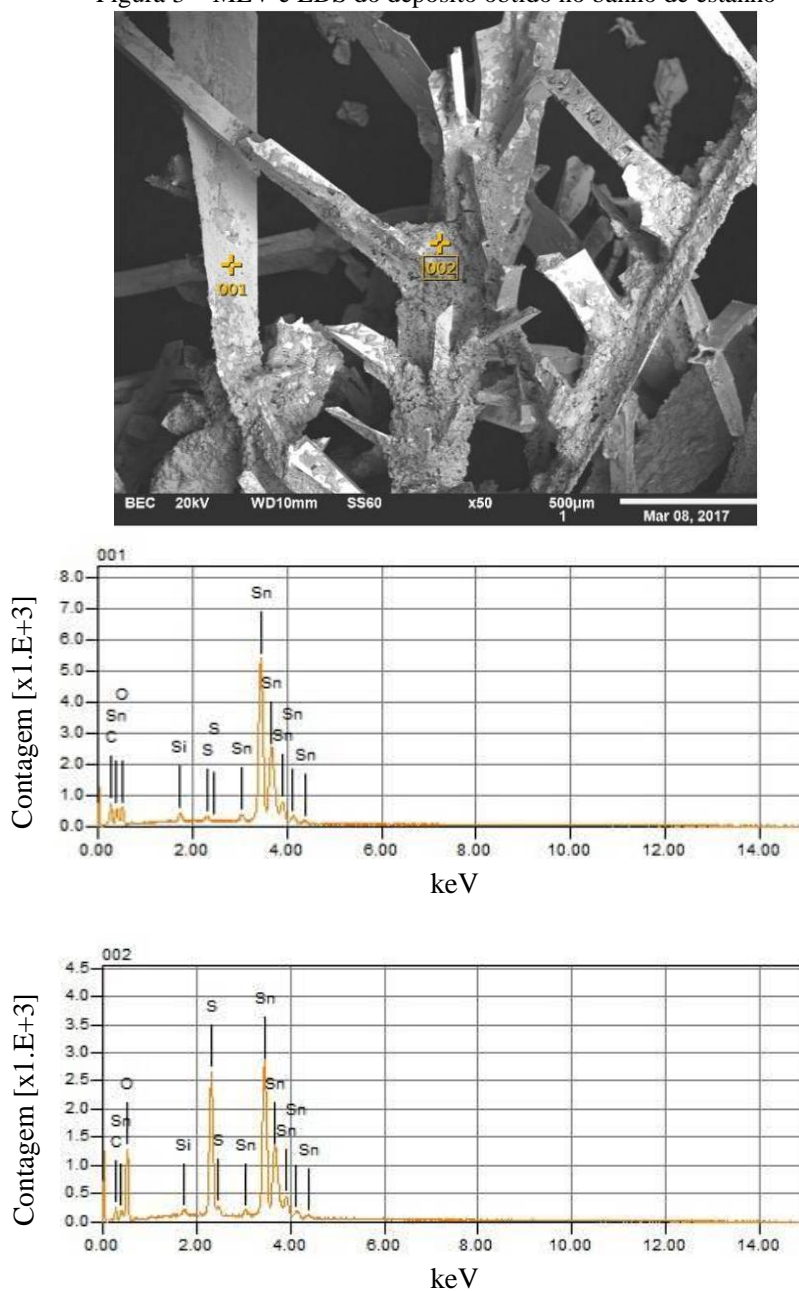 Figura 3 – MEV e EDS do depósito obtido no banho de estanho
001
002
BEC 20kV WD10mm SS60 x50 500µm
1 Mar 08, 2017
001
Contagem [x1.E+3]
8.0
7.0
6.0
5.0
4.0
3.0
2.0
1.0
0.0
Sn
Sn
O
Sn
Sn
Sn
C
S
Si
S
Sn
Sn
0.00 2.00 4.00 6.00 8.00 10.00 12.00 14.00
keV
002
Contagem [x1.E+3]
4.5
4.0
3.5
3.0
2.5
2.0
1.5
1.0
0.5
0.0
S
Sn
O
Sn
Sn
Sn
Sn
C
Si
S
Sn
Sn
0.00 2.00 4.00 6.00 8.00 10.00 12.00 14.00
keV